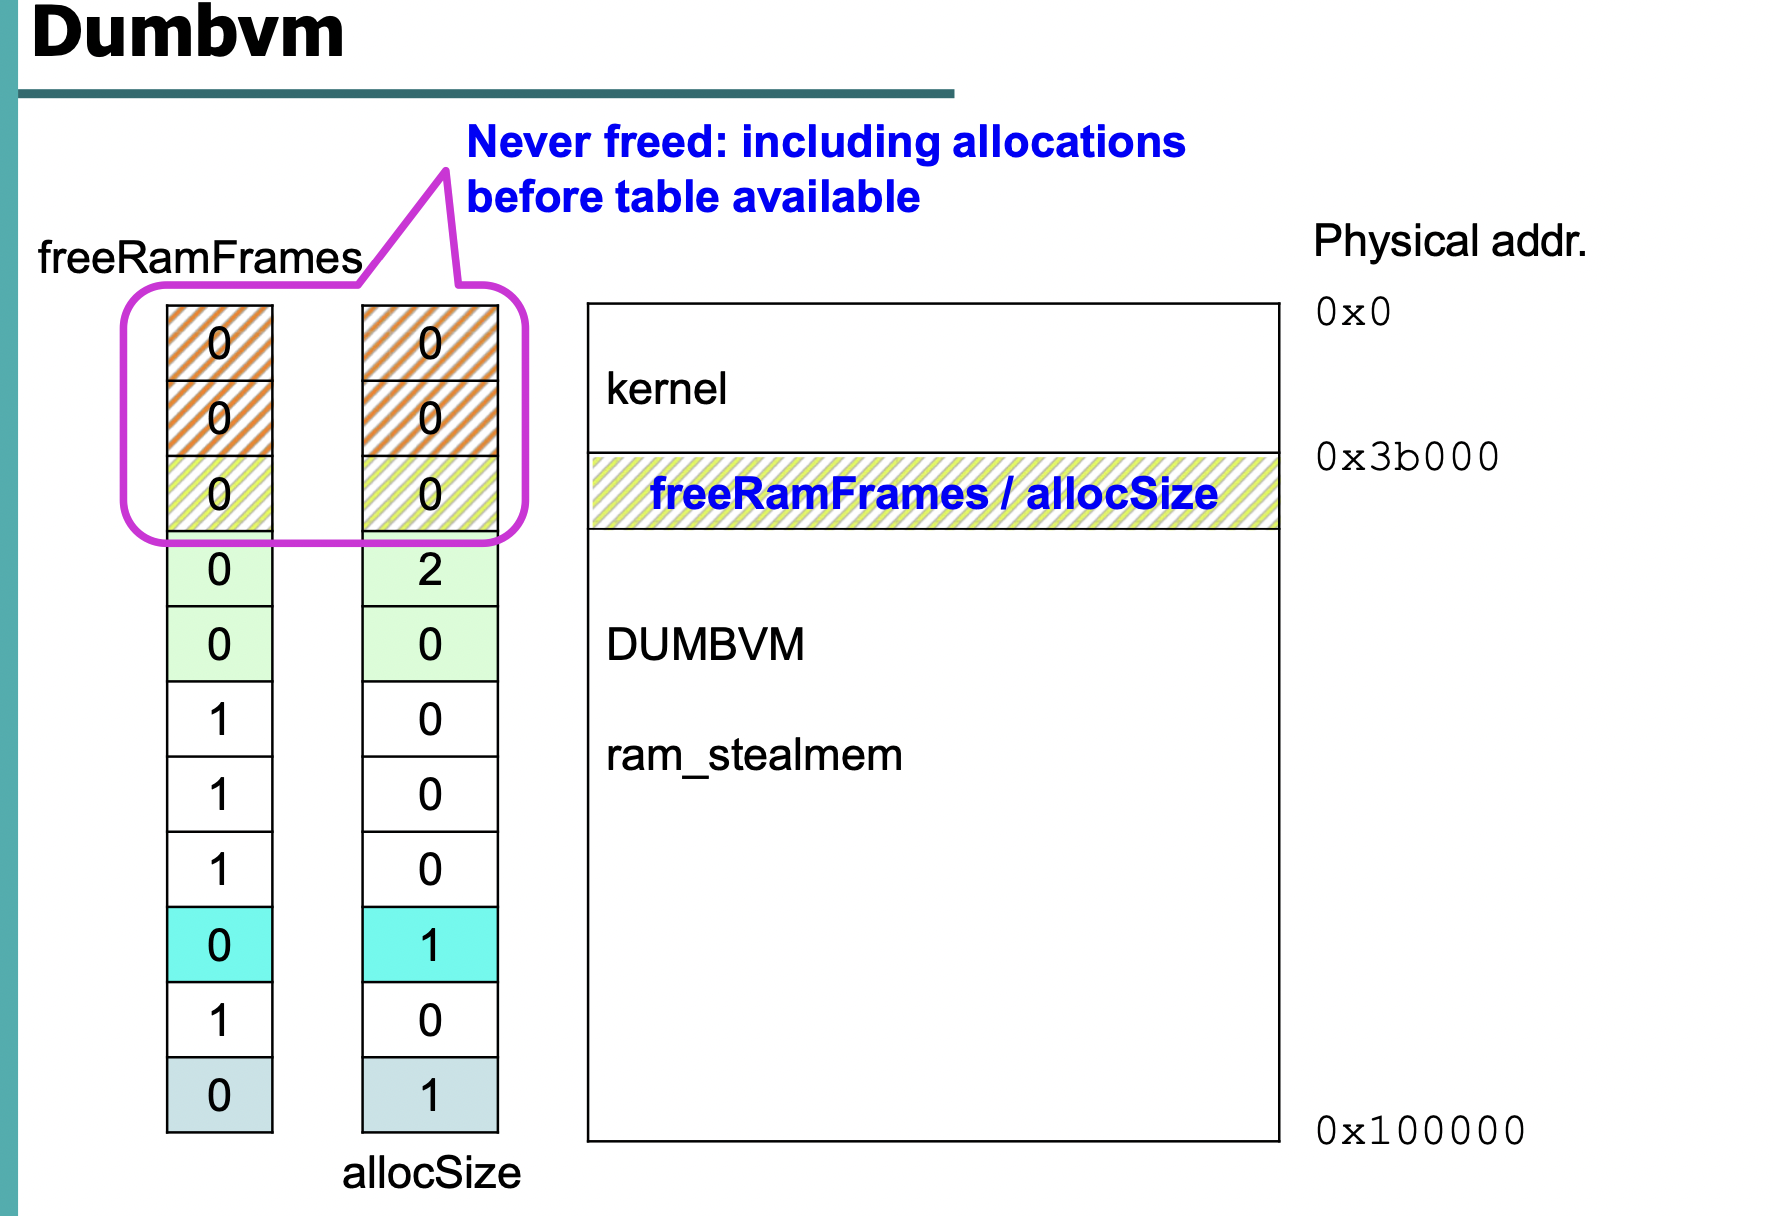 Dumbvm
Never freed: including allocations
before table available
freeRamFrames
Physical addr.
0 0 0x0
0 0 kernel
0x3b000
0 0 freeRamFrames / allocSize
0 2
0 0 DUMBVM
1 0 ram_stealmem
1 0
1 0
0 1
1 0
0 1
0x100000
allocSize